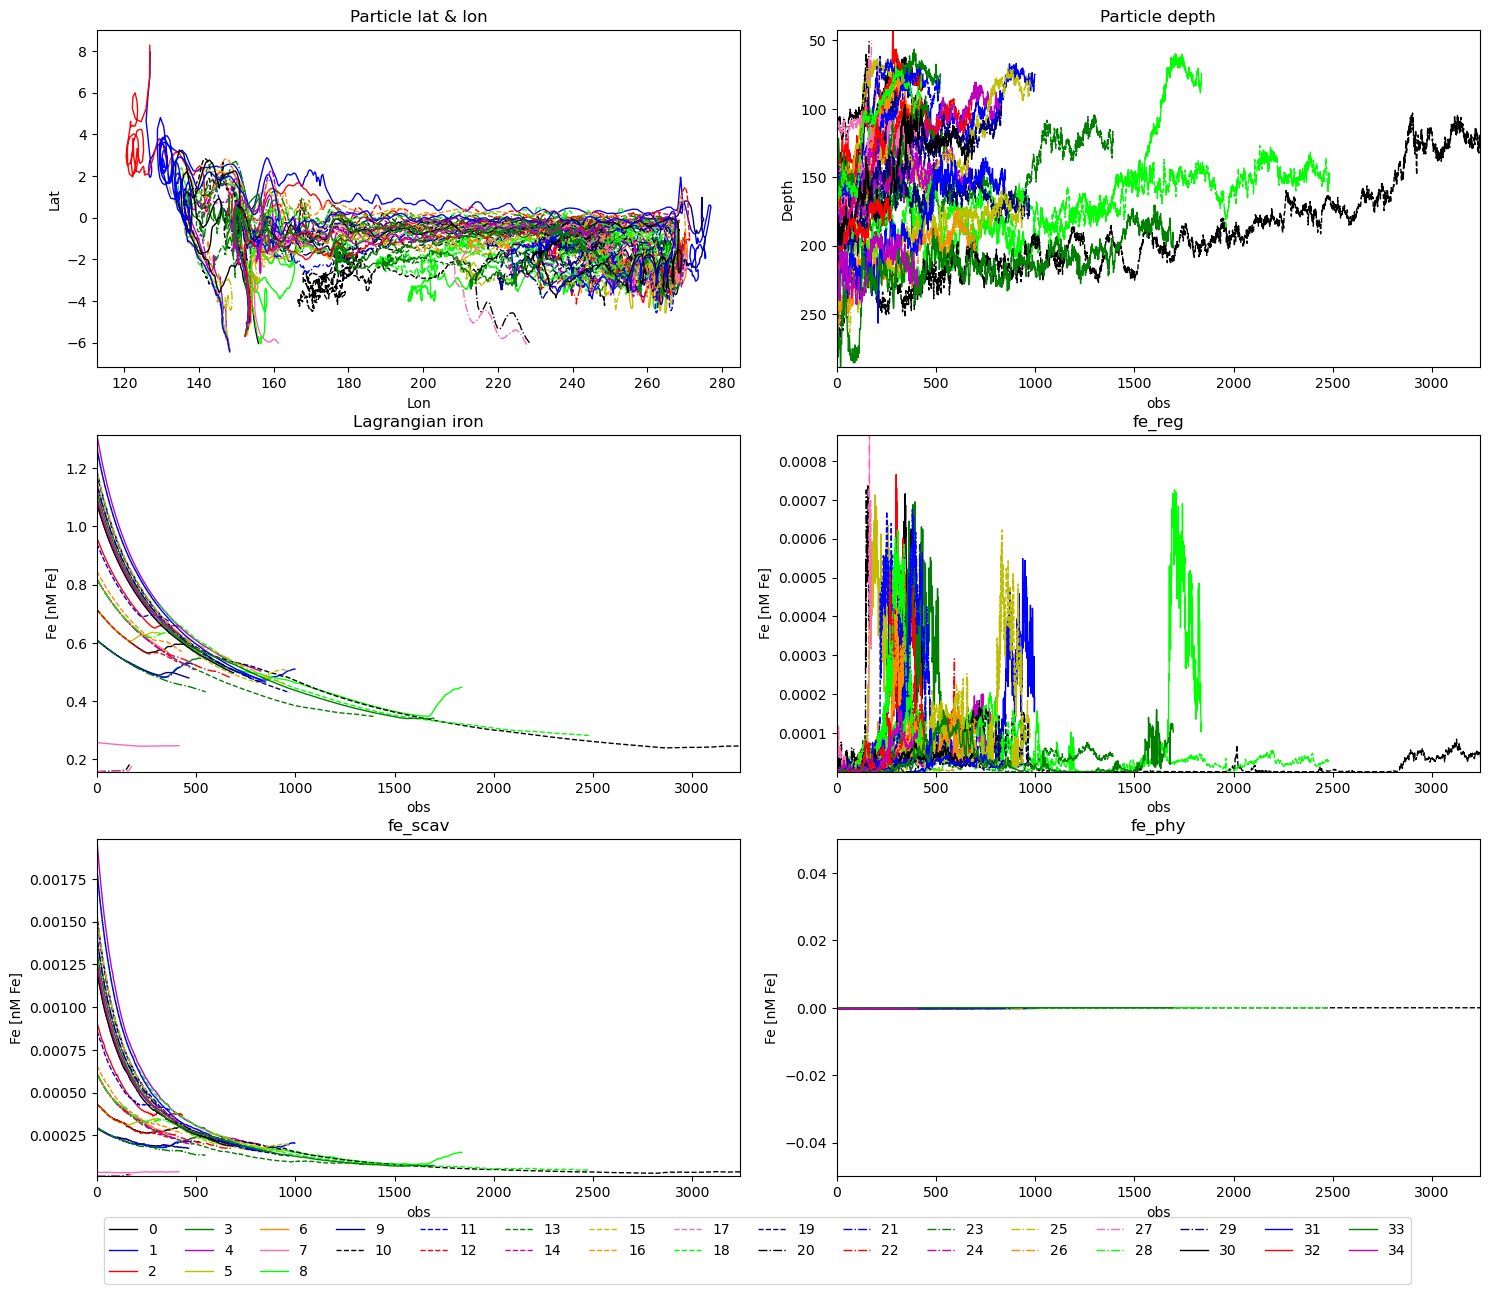 Particle lat & lon
Lat
8
6
4
2
0
−2
−4
−6
120 140 160 180 200 220 240 260 280
Lon
Particle depth
Depth
50
100
150
200
250
0 500 1000 1500 2000 2500 3000
obs
Lagrangian iron
Fe [nM Fe]
1.2
1.0
0.8
0.6
0.4
0.2
0 500 1000 1500 2000 2500 3000
obs
fe_reg
Fe [nM Fe]
0.0008
0.0007
0.0006
0.0005
0.0004
0.0003
0.0002
0.0001
0 500 1000 1500 2000 2500 3000
obs
fe_scav
Fe [nM Fe]
0.00175
0.00150
0.00125
0.00100
0.00075
0.00050
0.00025
0 500 1000 1500 2000 2500 3000
obs
fe_phy
Fe [nM Fe]
0.04
0.02
0.00
−0.02
−0.04
0 500 1000 1500 2000 2500 3000
obs
0 3 6 9 11 13 15 17 19 21 23 25 27 29 31 33
1 4 7 10 12 14 16 18 20 22 24 26 28 30 32 34
2 5 8